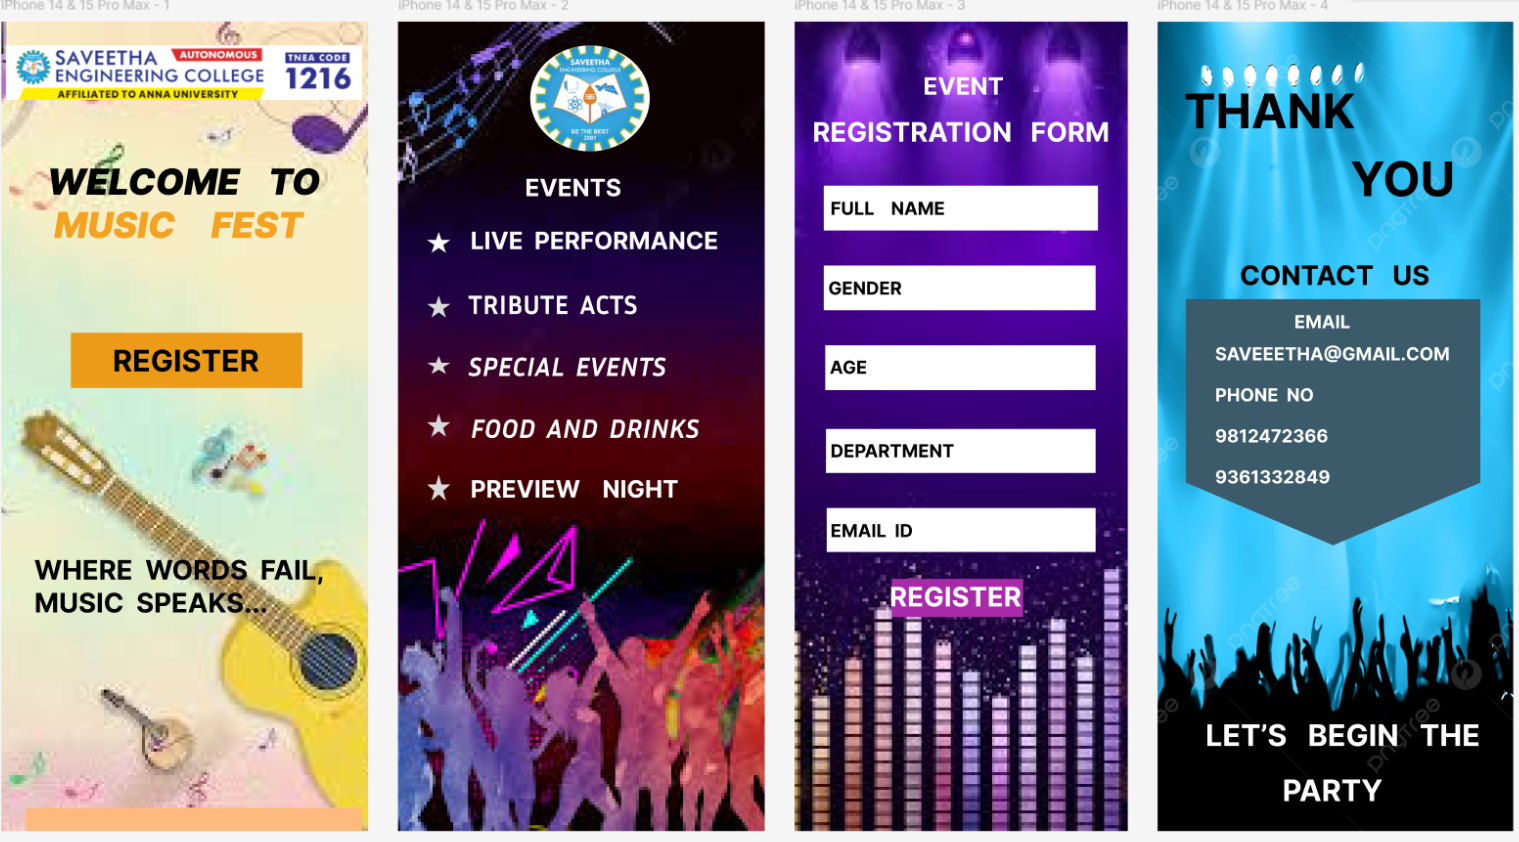 iPhone 14 & 15 Pro Max - 1
SAVEETHA
AUTONOMOUS
ENGINEERING COLLEGE
AFFILIATED TO ANNA UNIVERSITY
TNEA CODE
1216
WELCOME TO
MUSIC FEST
REGISTER
WHERE WORDS FAIL,
MUSIC SPEAKS...
iPhone 14 & 15 Pro Max - 2
SAVEETHA
ENGINEERING COLLEGE
BE THE BEST
2001
EVENTS
LIVE PERFORMANCE
TRIBUTE ACTS
SPECIAL EVENTS
FOOD AND DRINKS
PREVIEW NIGHT
iPhone 14 & 15 Pro Max - 3
EVENT
REGISTRATION FORM
FULL NAME
GENDER
AGE
DEPARTMENT
EMAIL ID
REGISTER
iPhone 14 & 15 Pro Max - 4
THANK
YOU
CONTACT US
EMAIL
SAVEEETHA@GMAIL.COM
PHONE NO
9812472366
9361332849
LET'S BEGIN THE
PARTY
dngtree